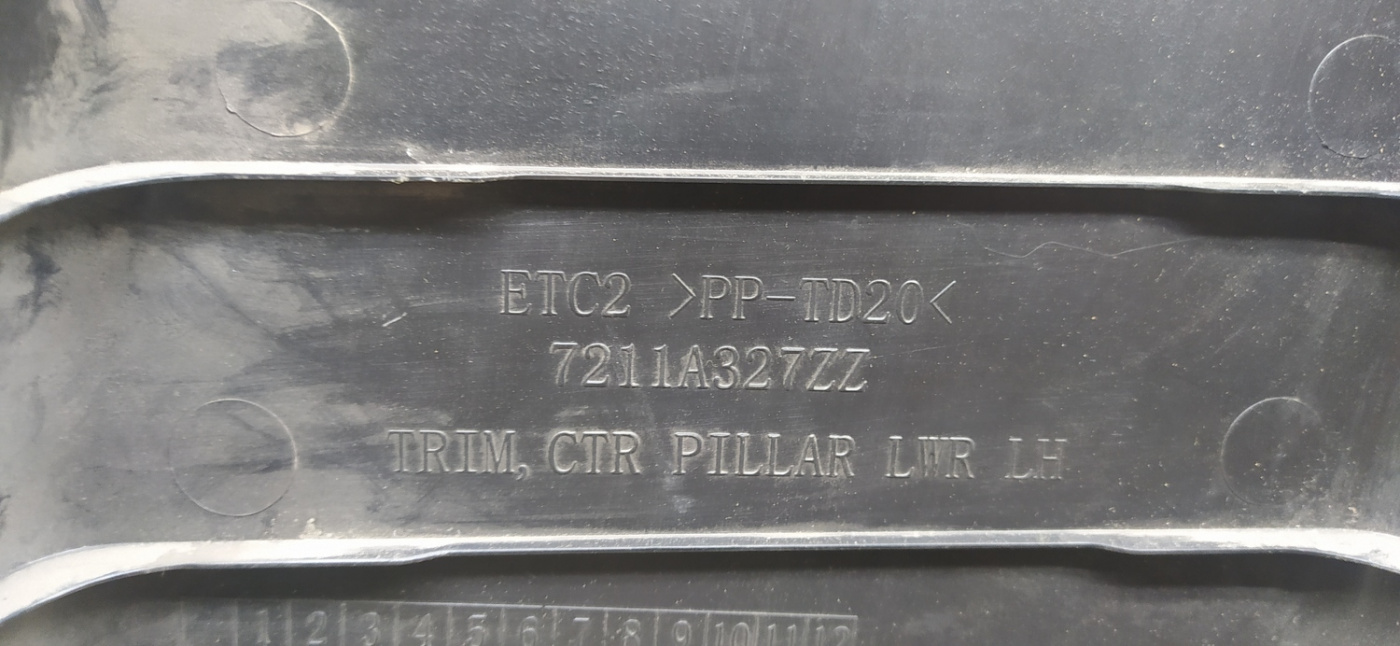 ETC2 >PP-TD20<
7211A327ZZ
TRIM, CTR PILLAR LWR LH
1 2 3 4 5 6 7 8 9 10 11 12